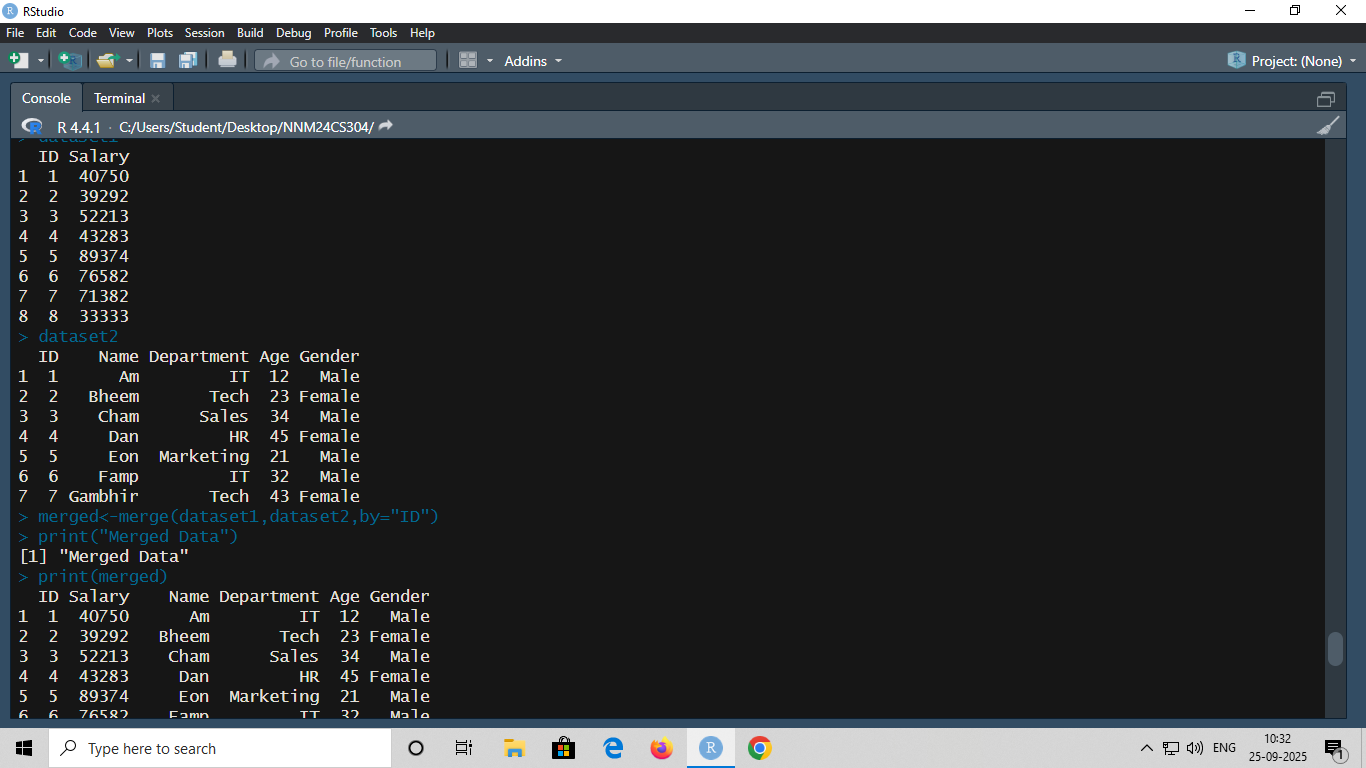 RStudio
File Edit Code View Plots Session Build Debug Profile Tools Help
Go to file/function Addins Project: (None)
Console Terminal
R 4.4.1 · C:/Users/Student/Desktop/NNM24CS304/
> dataset1
ID Salary
1 1 40750
2 2 39292
3 3 52213
4 4 43283
5 5 89374
6 6 76582
7 7 71382
8 8 33333
> dataset2
ID Name Department Age Gender
1 1 Am IT 12 Male
2 2 Bheem Tech 23 Female
3 3 Cham Sales 34 Male
4 4 Dan HR 45 Female
5 5 Eon Marketing 21 Male
6 6 Famp IT 32 Male
7 7 Gambhir Tech 43 Female
> merged<-merge(dataset1,dataset2,by="ID")
> print("Merged Data")
[1] "Merged Data"
> print(merged)
ID Salary Name Department Age Gender
1 1 40750 Am IT 12 Male
2 2 39292 Bheem Tech 23 Female
3 3 52213 Cham Sales 34 Male
4 4 43283 Dan HR 45 Female
5 5 89374 Eon Marketing 21 Male
6 6 76582 Famp IT 32 Male
Type here to search
ENG
10:32
25-09-2025
1